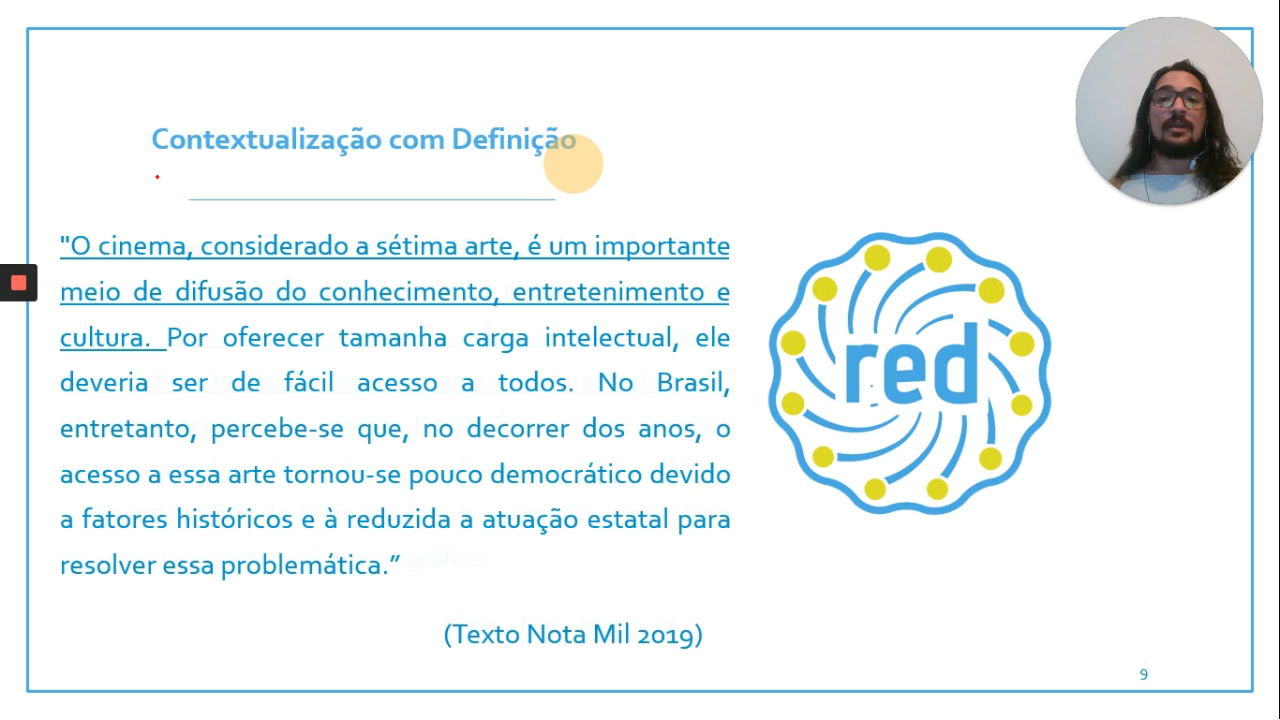 Contextualização com Definição
"O cinema, considerado a sétima arte, é um importante
meio de difusão do conhecimento, entretenimento e
cultura. Por oferecer tamanha carga intelectual, ele
deveria ser de fácil acesso a todos. No Brasil,
entretanto, percebe-se que, no decorrer dos anos, o
acesso a essa arte tornou-se pouco democrático devido
a fatores históricos e à reduzida a atuação estatal para
resolver essa problemática.”
(Texto Nota Mil 2019)
red
9